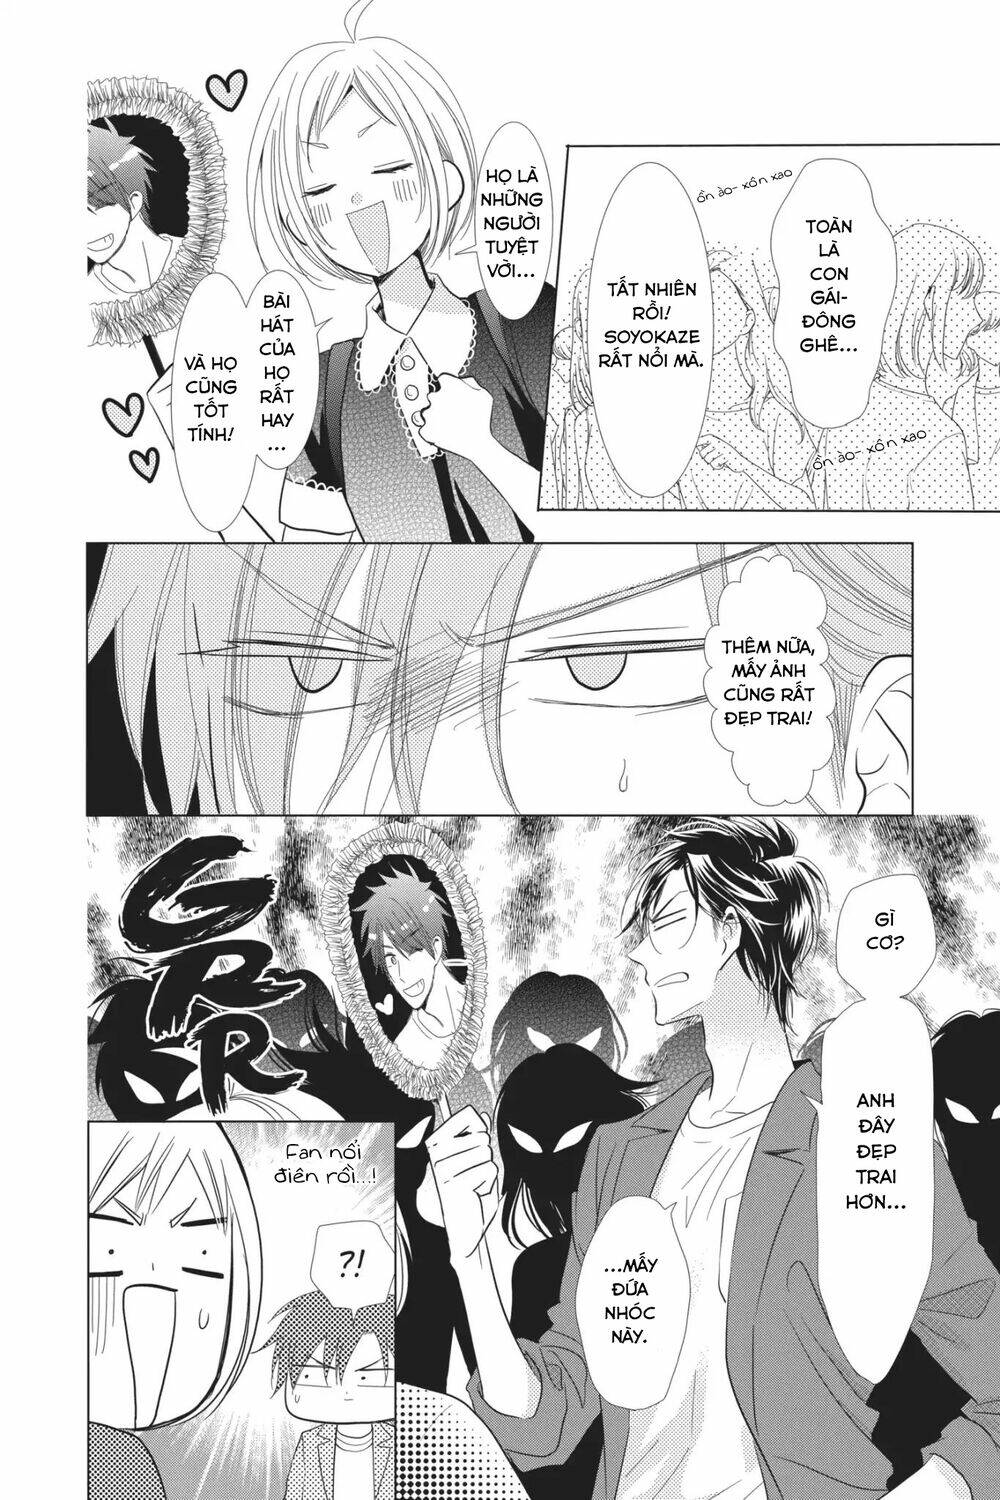 ồn ào- xôn xao
TOÀN
LÀ
CON
GÁI-
ĐÔNG
GHÊ...
TẤT NHIÊN
RỒI!
SOYOKAZE
RẤT NỔI MÀ.
ồn ào- xôn xao
HỌ LÀ
NHỮNG
NGƯỜI
TUYỆT
VỜI...
BÀI
HÁT
CỦA
HỌ
RẤT
HAY
...
VÀ HỌ
CŨNG
TỐT
TÍNH!
THÊM NỮA,
MẤY ẢNH
CŨNG RẤT
ĐẸP TRAI!
GÌ
CƠ?
ANH
ĐÂY
ĐẸP
TRAI
HƠN...
...MẤY
ĐỨA
NHÓC
NÀY.
GRRR
Fan nổi
điên rồi...!
?!